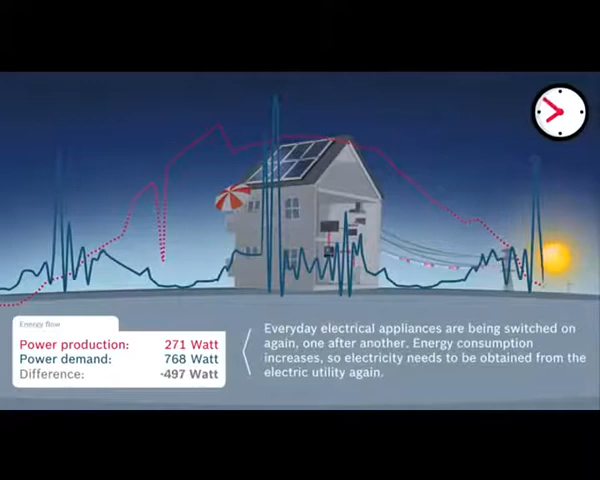 Energy flow
Power production: 271 Watt
Power demand: 768 Watt
Difference: -497 Watt
Everyday electrical appliances are being switched on
again, one after another. Energy consumption
increases, so electricity needs to be obtained from the
electric utility again.